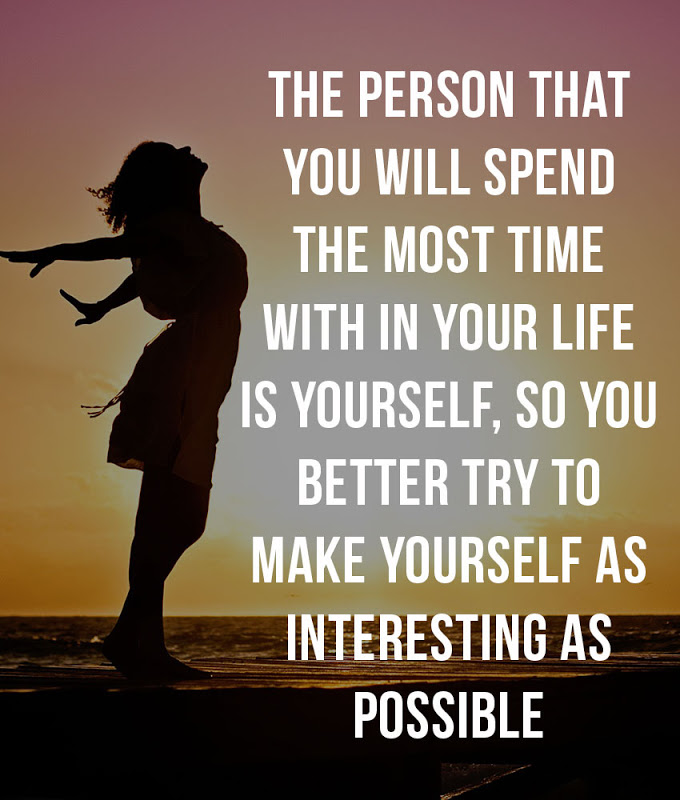 THE PERSON THAT
YOU WILL SPEND
THE MOST TIME
WITH IN YOUR LIFE
IS YOURSELF, SO YOU
BETTER TRY TO
MAKE YOURSELF AS
INTERESTING AS
POSSIBLE